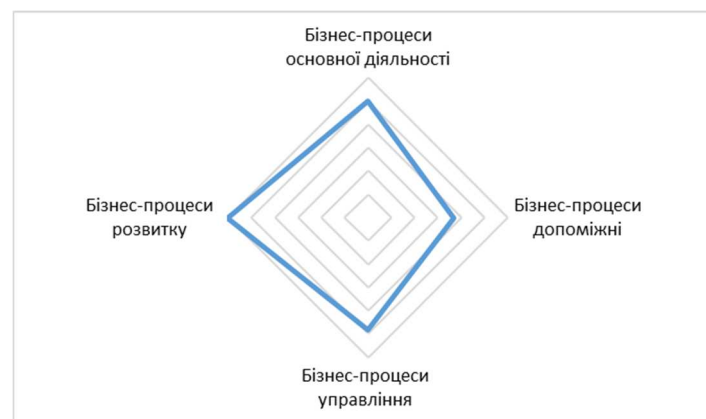 Бізнес-процеси
основної діяльності
Бізнес-процеси
розвитку
Бізнес-процеси
допоміжні
Бізнес-процеси
управління